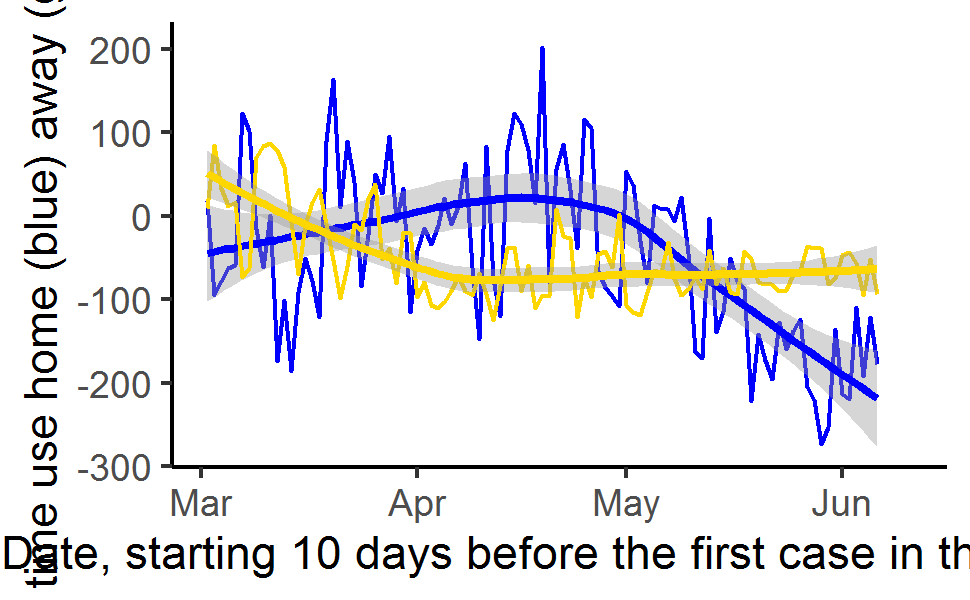 time use home (blue) away (
200
100
0
-100
-200
-300
Mar Apr May Jun
Date, starting 10 days before the first case in th